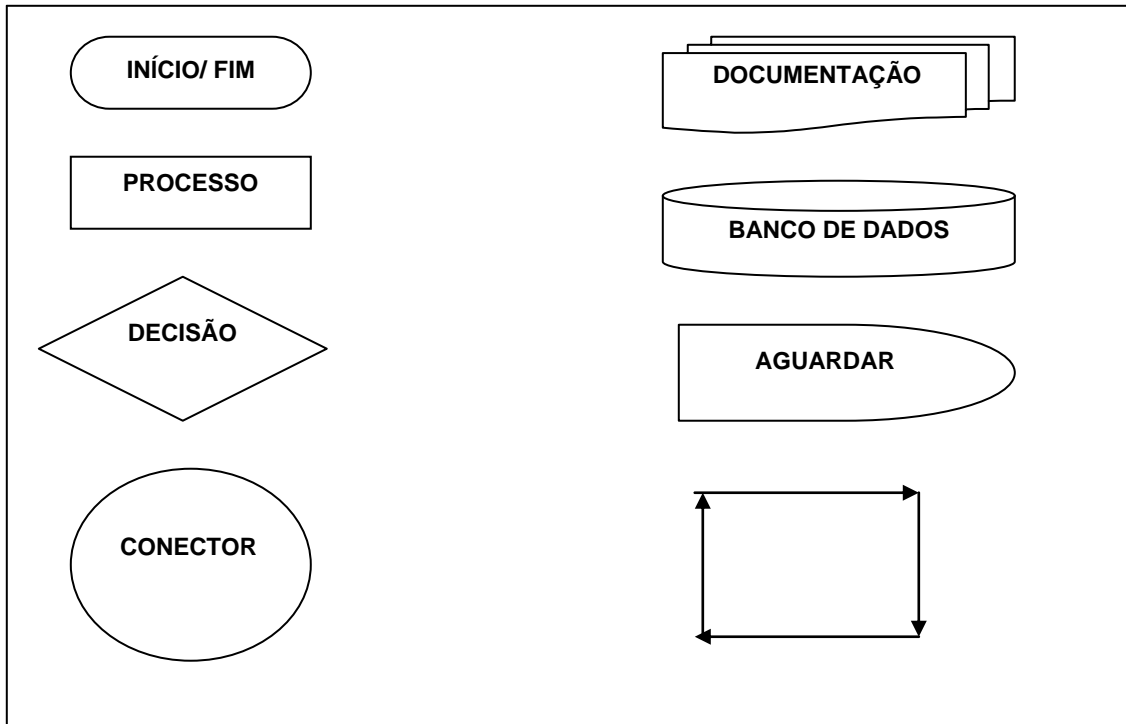 INÍCIO/ FIM
DOCUMENTAÇÃO
PROCESSO
BANCO DE DADOS
DECISÃO
AGUARDAR
CONECTOR